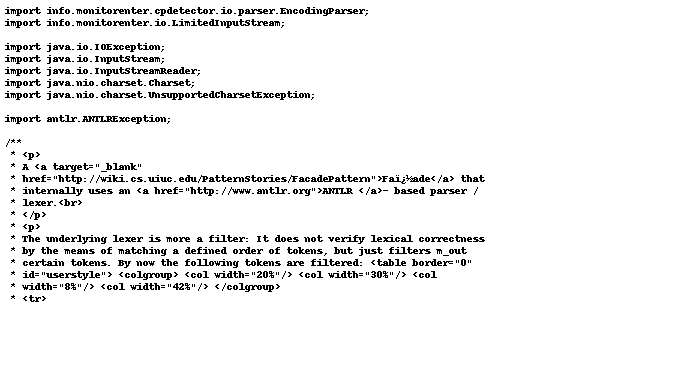 import info.monitorenter.cpdetector.io.parser.EncodingParser;
import info.monitorenter.io.LimitedInputStream;
import java.io.IOException;
import java.io.InputStream;
import java.io.InputStreamReader;
import java.nio.charset.Charset;
import java.nio.charset.UnsupportedCharsetException;
import antlr.ANTLRException;
/**
* <p>
* A <a target="_blank"
* href="http://wiki.cs.uiuc.edu/PatternStories/FacadePattern">Faï¿½ade</a> that
* internally uses an <a href="http://www.antlr.org">ANTLR </a>- based parser /
* lexer.<br>
* </p>
* <p>
* The underlying lexer is more a filter: It does not verify lexical correctness
* by the means of matching a defined order of tokens, but just filters m_out
* certain tokens. By now the following tokens are filtered: <table border="0"
* id="userstyle"> <colgroup> <col width="20%"/> <col width="30%"/> <col
* width="8%"/> <col width="42%"/> </colgroup>
* <tr>